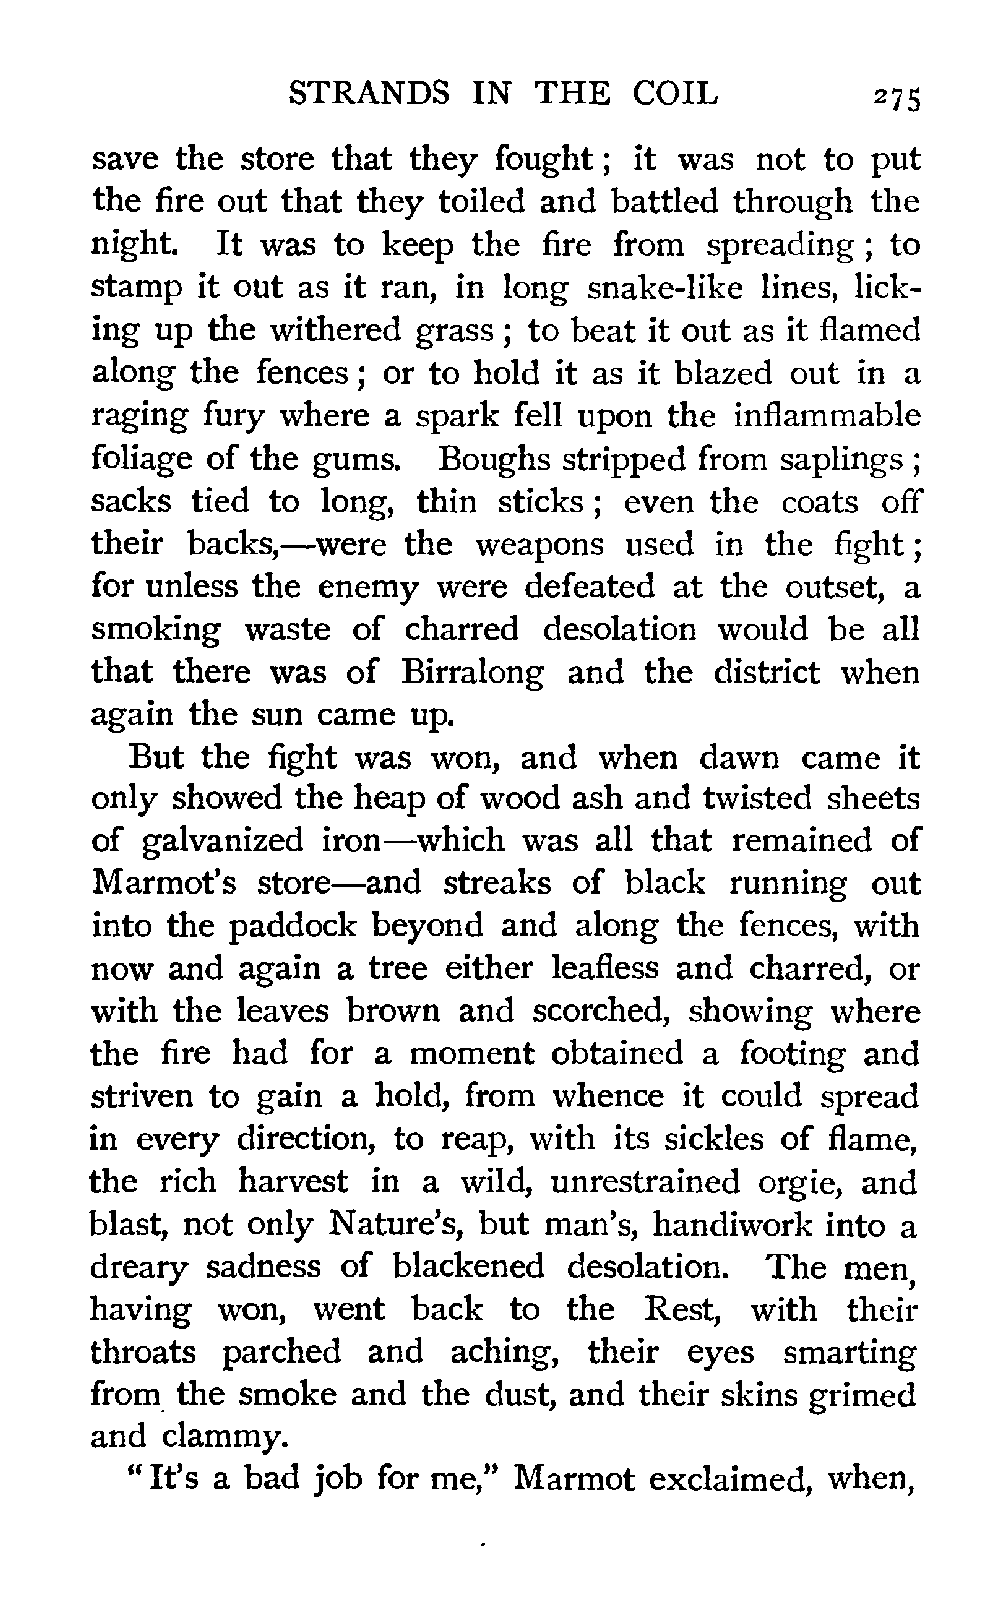 STRANDS IN THE COIL 275
save the store that they fought ; it was not to put
the fire out that they toiled and battled through the
night. It was to keep the fire from spreading ; to
stamp it out as it ran, in long snake-like lines, lick-
ing up the withered grass ; to beat it out as it flamed
along the fences ; or to hold it as it blazed out in a
raging fury where a spark fell upon the inflammable
foliage of the gums. Boughs stripped from saplings ;
sacks tied to long, thin sticks ; even the coats off
their backs,—were the weapons used in the fight ;
for unless the enemy were defeated at the outset, a
smoking waste of charred desolation would be all
that there was of Birralong and the district when
again the sun came up.
But the fight was won, and when dawn came it
only showed the heap of wood ash and twisted sheets
of galvanized iron—which was all that remained of
Marmot's store—and streaks of black running out
into the paddock beyond and along the fences, with
now and again a tree either leafless and charred, or
with the leaves brown and scorched, showing where
the fire had for a moment obtained a footing and
striven to gain a hold, from whence it could spread
in every direction, to reap, with its sickles of flame,
the rich harvest in a wild, unrestrained orgie, and
blast, not only Nature's, but man's, handiwork into a
dreary sadness of blackened desolation. The men,
having won, went back to the Rest, with their
throats parched and aching, their eyes smarting
from the smoke and the dust, and their skins grimed
and clammy.
"It's a bad job for me," Marmot exclaimed, when,